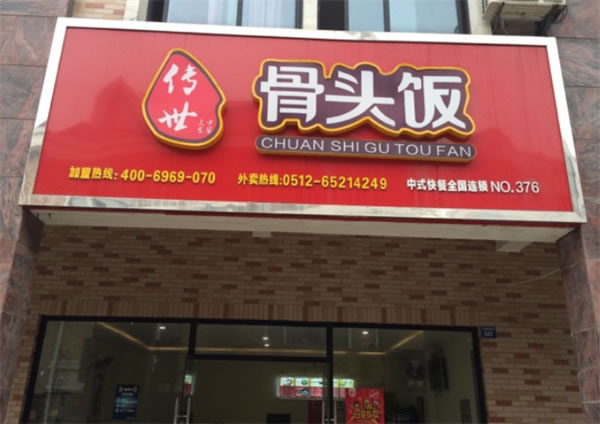 传世
骨头饭
CHUAN SHI GU TOU FAN
加盟热线:400-6969-070 外卖热线:0512-65214249 中式快餐全国连锁 NO.376